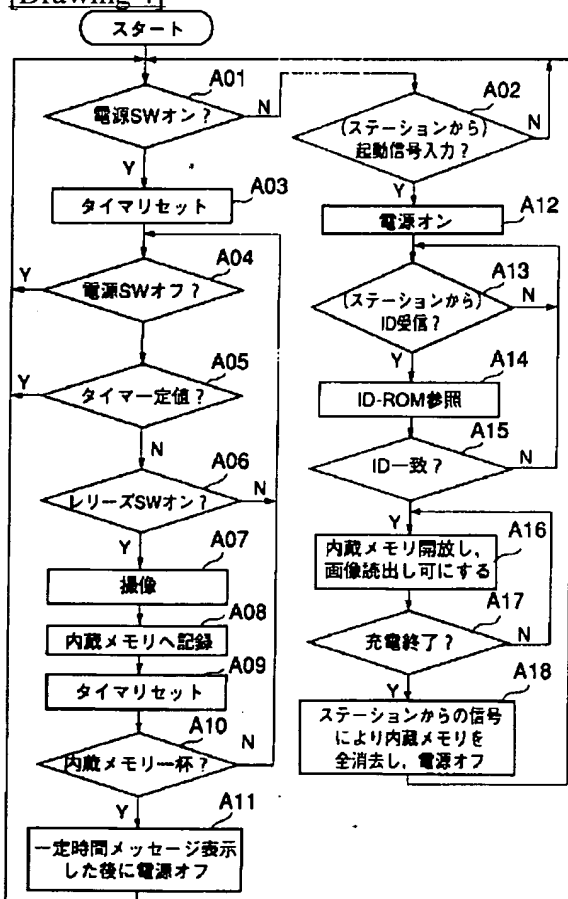 [Drawing
スタート
A01
電源SWオン?
N
Y
A03
タイマリセット
A04
Y
電源SWオフ?
A05
Y
タイマー定値?
N
A06
レリーズSWオン?
N
Y
A07
撮像
A08
内蔵メモリへ記録
A09
タイマリセット
A10
内蔵メモリ一杯?
N
Y
A11
一定時間メッセージ表示
した後に電源オフ
A02
(ステーションから)
起動信号入力?
N
Y
A12
電源オン
A13
(ステーションから)
ID受信?
N
Y
A14
ID-ROM参照
A15
ID一致?
N
Y
A16
内蔵メモリ開放し,
画像読出し可にする
A17
充電終了?
N
Y
A18
ステーションからの信号
により内蔵メモリを
全消去し, 電源オフ